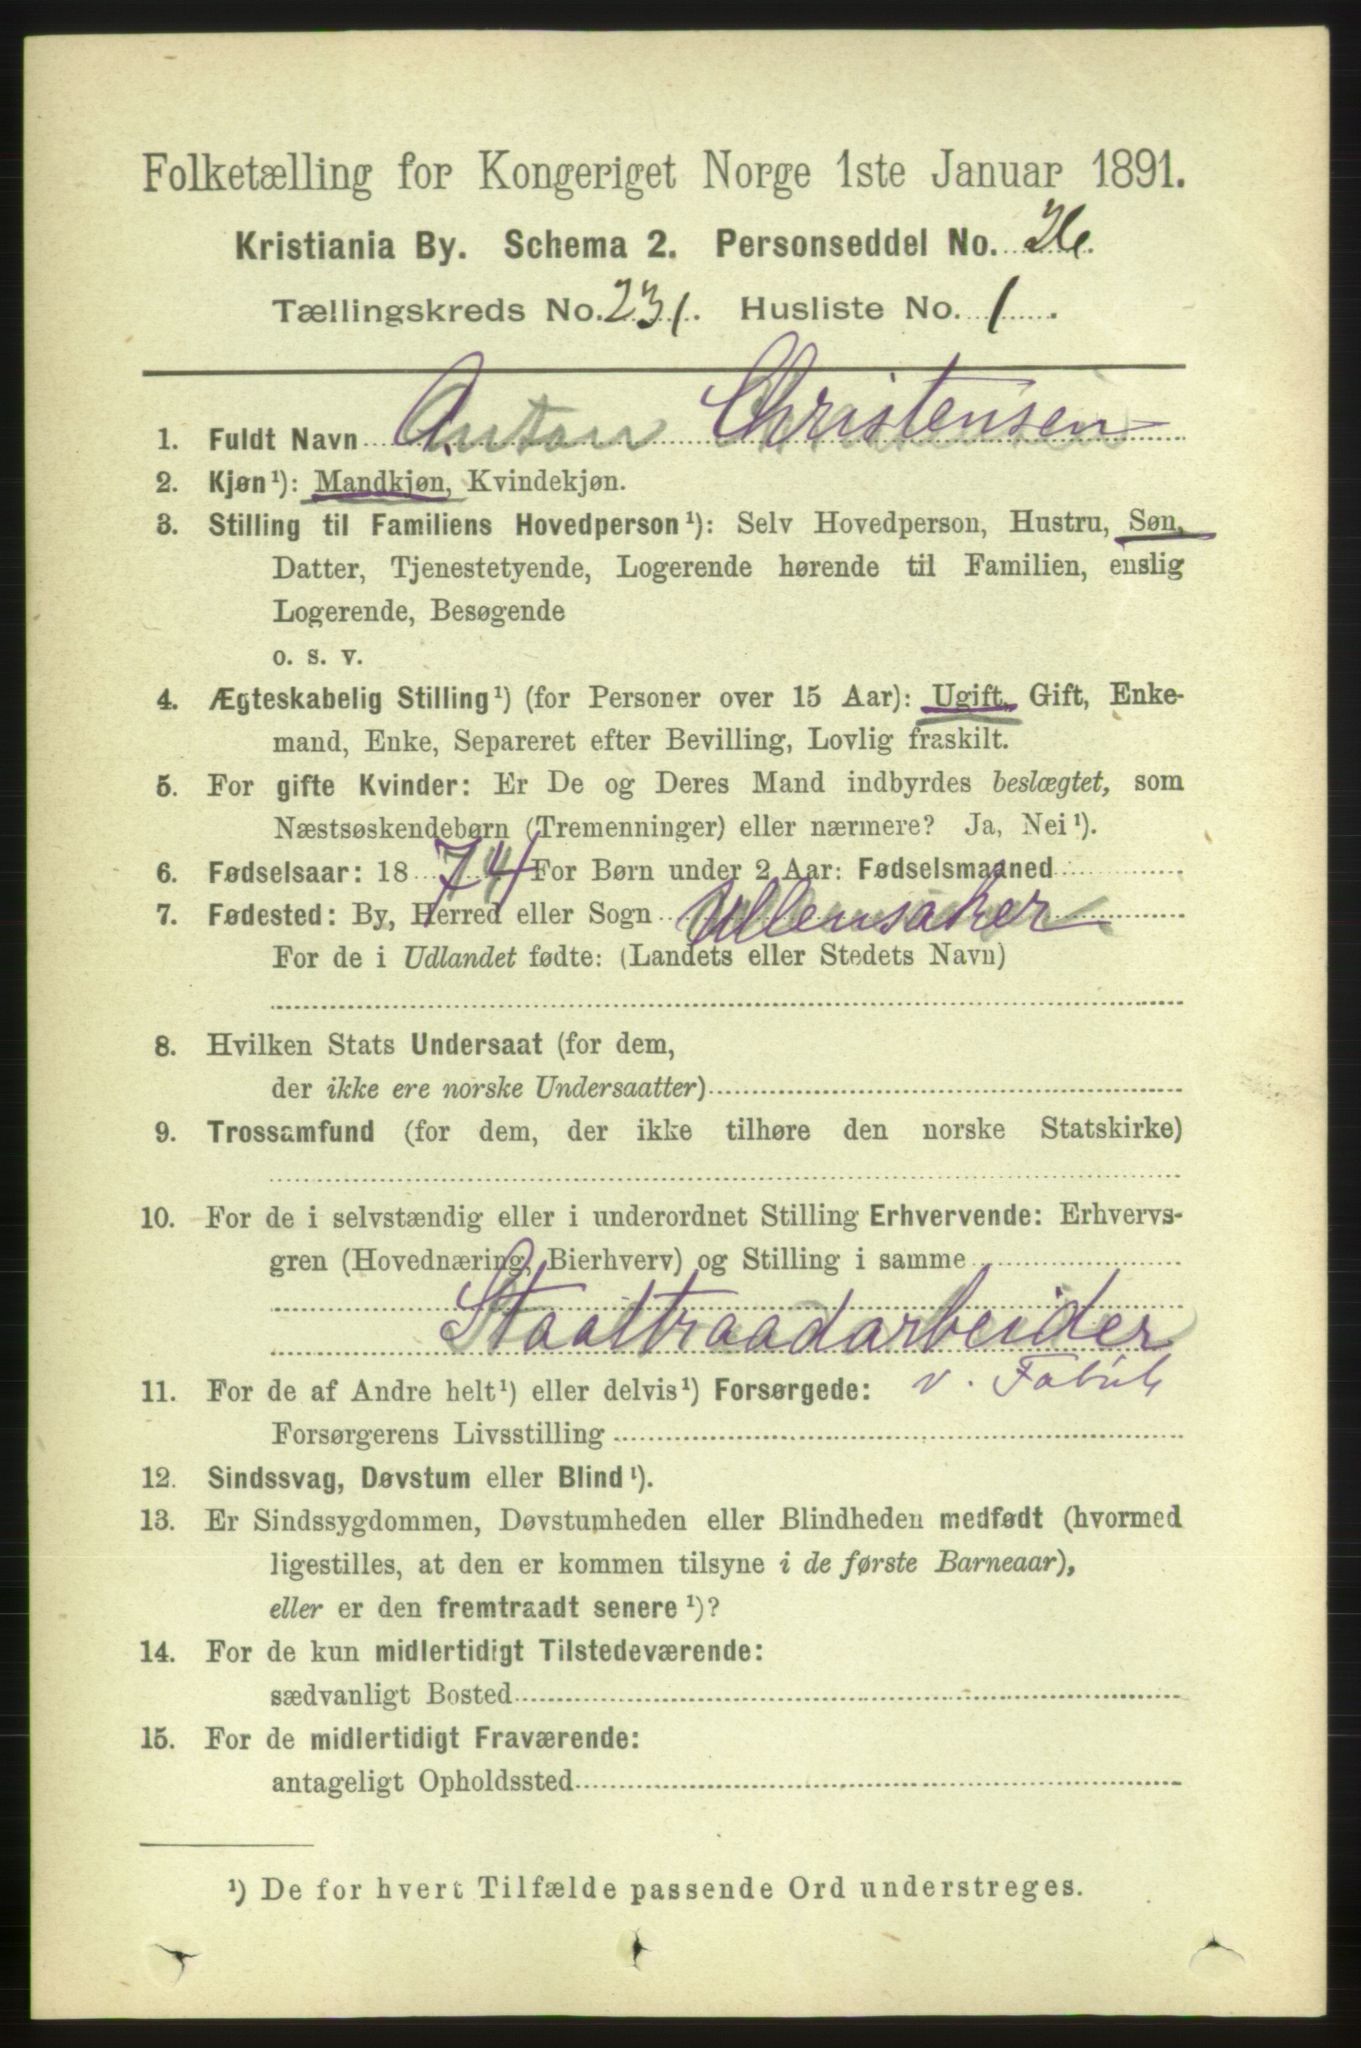 Folketælling for Kongeriget Norge 1ste Januar 1891.
Kristiania By. Schema 2. Personseddel No. 26.
Tællingskreds No. 231. Husliste No. 1.
1. Fuldt Navn Anton Christensen
2. Kjøn¹): Mandkjøn, Kvindekjøn.
3. Stilling til Familiens Hovedperson¹): Selv Hovedperson, Hustru, Søn,
Datter, Tjenestetyende, Logerende hørende til Familien, enslig
Logerende, Besøgende
o. s. v.
4. Ægteskabelig Stilling¹) (for Personer over 15 Aar): Ugift, Gift, Enke-
mand, Enke, Separeret efter Bevilling, Lovlig fraskilt.
5. For gifte Kvinder: Er De og Deres Mand indbyrdes beslægtet, som
Næstsøskendebørn (Tremenninger) eller nærmere? Ja, Nei¹).
6. Fødselsaar: 1874 For Børn under 2 Aar: Fødselsmaaned
7. Fødested: By, Herred eller Sogn Ullensaker
For de i Udlandet fødte: (Landets eller Stedets Navn)
8. Hvilken Stats Undersaat (for dem,
der ikke ere norske Undersaatter)
9. Trossamfund (for dem, der ikke tilhøre den norske Statskirke)
10. For de i selvstændig eller i underordnet Stilling Erhvervende: Erhvervs-
gren (Hovednæring, Bierhverv) og Stilling i samme
Staaltraadarbeider
v. Fabrik
11. For de af Andre helt¹) eller delvis¹) Forsørgede:
Forsørgerens Livsstilling
12. Sindssvag, Døvstum eller Blind¹).
13. Er Sindssygdommen, Døvstumheden eller Blindheden medfødt (hvormed
ligestilles, at den er kommen tilsyne i de første Barneaar),
eller er den fremtraadt senere¹)?
14. For de kun midlertidigt Tilstedeværende:
sædvanligt Bosted
15. For de midlertidigt Fraværende:
antageligt Opholdssted
¹) De for hvert Tilfælde passende Ord understreges.